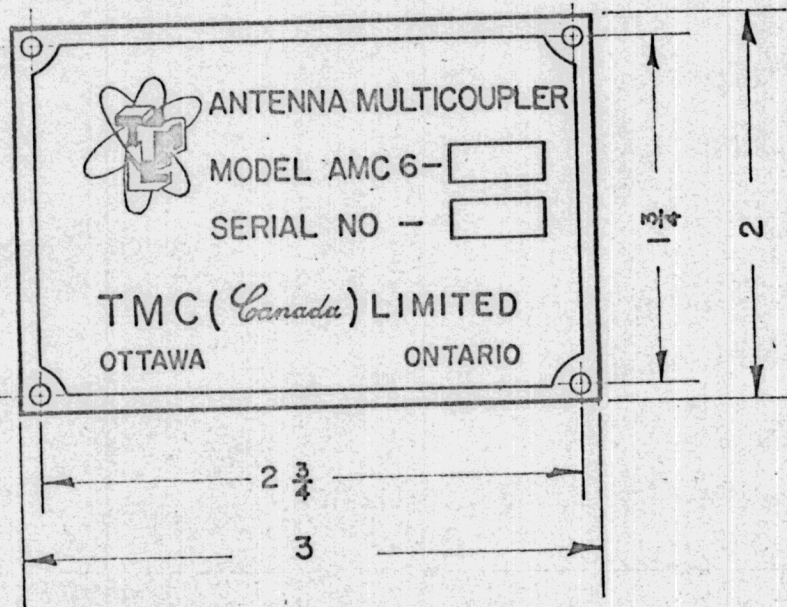 ANTENNA MULTICOUPLER
MODEL AMC 6-
SERIAL NO -
TMC (Canada) LIMITED
OTTAWA ONTARIO
1 3/4
2
2 3/4
3